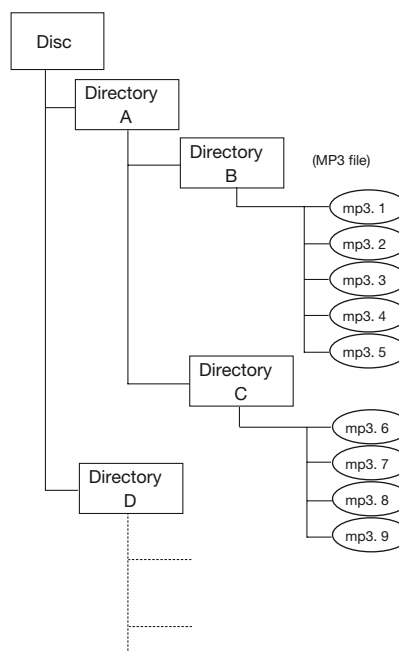 Disc
Directory
A
Directory
B
(MP3 file)
mp3. 1
mp3. 2
mp3. 3
mp3. 4
mp3. 5
Directory
C
mp3. 6
mp3. 7
mp3. 8
mp3. 9
Directory
D